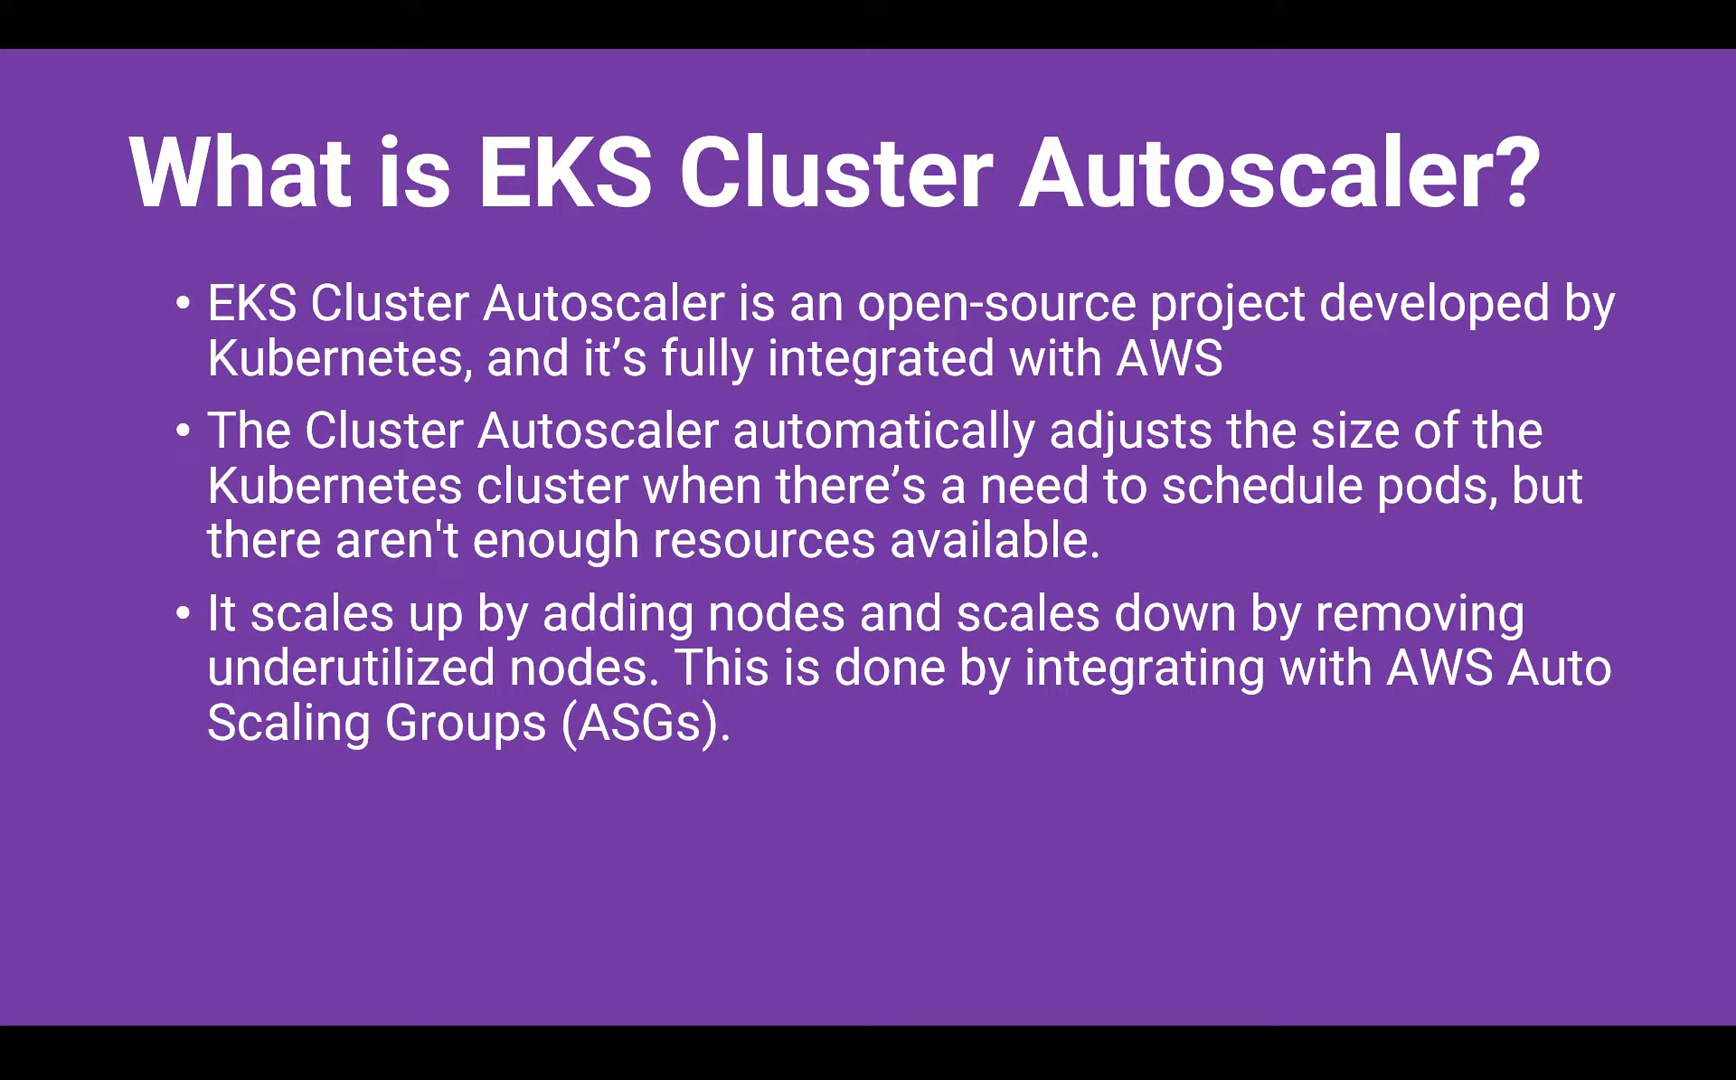 What is EKS Cluster Autoscaler?
• EKS Cluster Autoscaler is an open-source project developed by
Kubernetes, and it’s fully integrated with AWS
• The Cluster Autoscaler automatically adjusts the size of the
Kubernetes cluster when there’s a need to schedule pods, but
there aren't enough resources available.
• It scales up by adding nodes and scales down by removing
underutilized nodes. This is done by integrating with AWS Auto
Scaling Groups (ASGs).